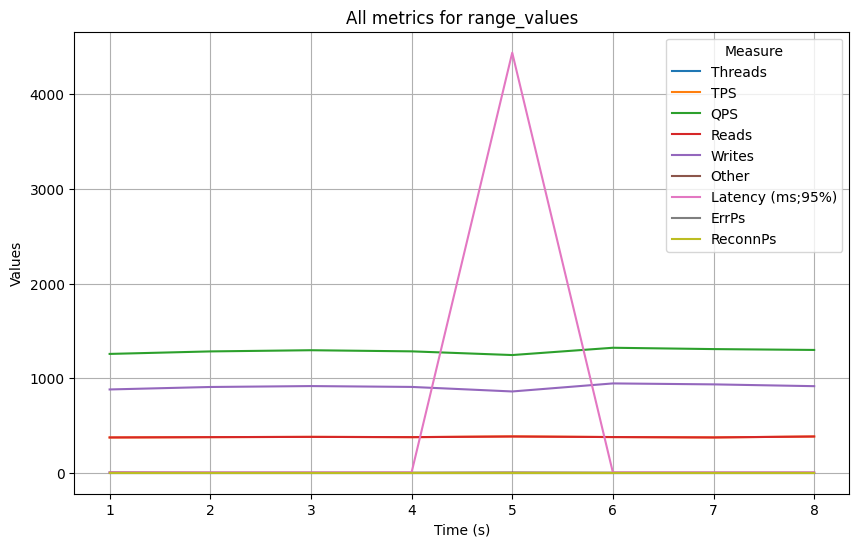 All metrics for range_values
Measure
Threads
TPS
QPS
Reads
Writes
Other
Latency (ms;95%)
ErrPs
ReconnPs
Values
4000
3000
2000
1000
0
1 2 3 4 5 6 7 8
Time (s)